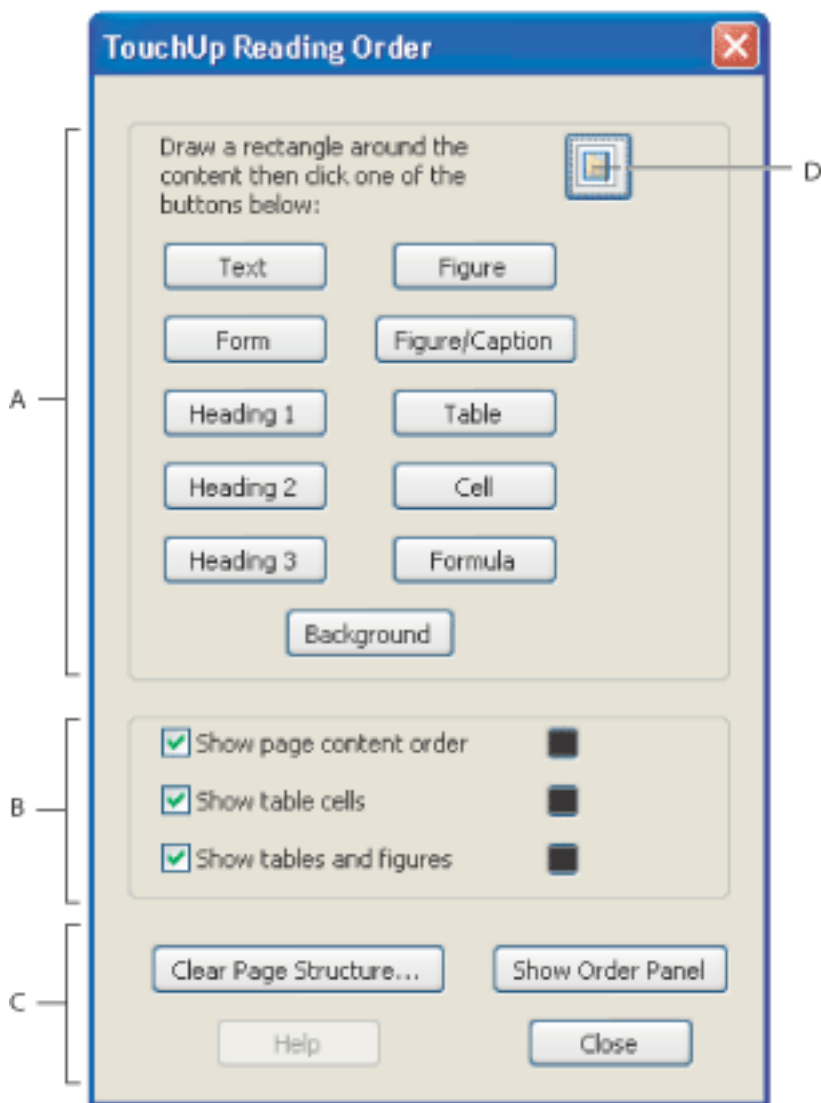 TouchUp Reading Order
Draw a rectangle around the
content then click one of the
buttons below:
D
Text
Figure
Form
Figure/Caption
A
Heading 1
Table
Heading 2
Cell
Heading 3
Formula
Background
Show page content order
B
Show table cells
Show tables and figures
Clear Page Structure...
Show Order Panel
C
Help
Close